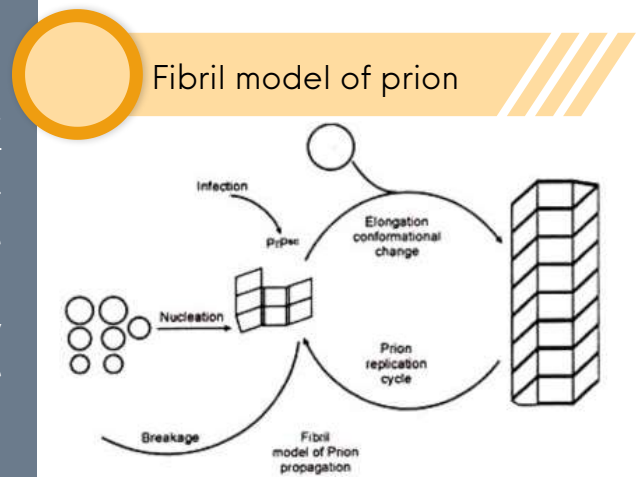 Fibril model of prion
Infection
PrPsc
Elongation
conformational
change
Nucleation
Prion
replication
cycle
Breakage
Fibril
model of Prion
propagation